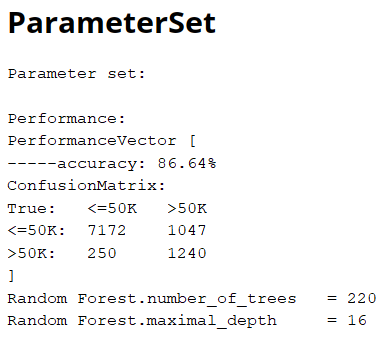 ParameterSet
Parameter set:
Performance:
PerformanceVector [
-----accuracy: 86.64%
ConfusionMatrix:
True:   <=50K   >50K
<=50K:  7172    1047
>50K:   250     1240
]
Random Forest.number_of_trees   = 220
Random Forest.maximal_depth     = 16